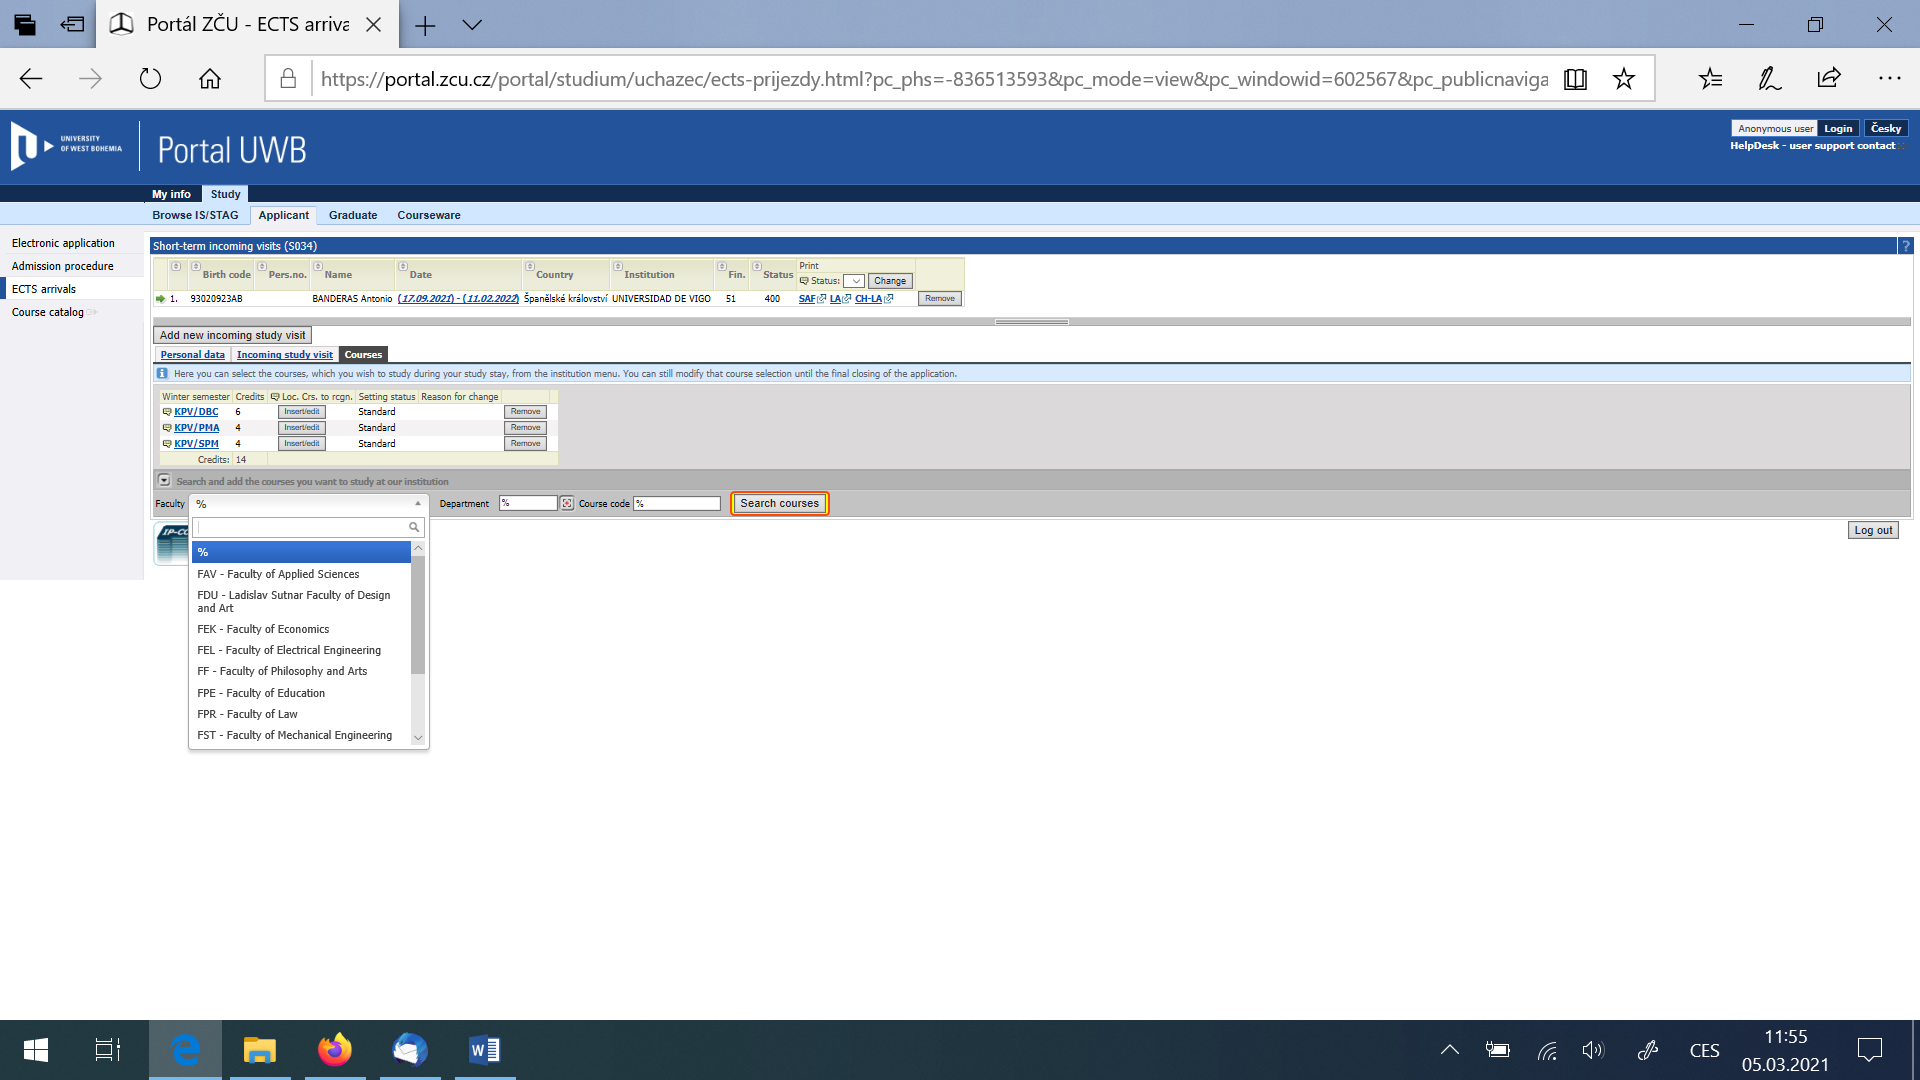 Portál ZČU - ECTS arriva
https://portal.zcu.cz/portal/studium/uchazec/ects-prijezdy.html?pc_phs=-836513593&pc_mode=view&pc_windowid=602567&pc_publicnaviga
UNIVERSITY
OF WEST BOHEMIA
Portal UWB
Anonymous user Login Česky
HelpDesk - user support contact
My info Study
Browse IS/STAG Applicant Graduate Courseware
Electronic application
Admission procedure
ECTS arrivals
Course catalog
Short-term incoming visits (S034) ?
Birth code Pers.no. Name Date Country Institution Fin. Status Print
Status: Change
1. 93020923AB BANDERAS Antonio (17.09.2021) - (11.02.2022) Španělské království UNIVERSIDAD DE VIGO 51 400 SAF LA CH-LA Remove
Add new incoming study visit
Personal data Incoming study visit Courses
Here you can select the courses, which you wish to study during your study stay, from the institution menu. You can still modify that course selection until the final closing of the application.
Winter semester Credits Loc. Crs. to rcgn. Setting status Reason for change
KPV/DBC 6 Insert/edit Standard Remove
KPV/PMA 4 Insert/edit Standard Remove
KPV/SPM 4 Insert/edit Standard Remove
Credits: 14
Search and add the courses you want to study at our institution
Faculty % Department % Course code % Search courses
IP-CO
Log out
%
FAV - Faculty of Applied Sciences
FDU - Ladislav Sutnar Faculty of Design
and Art
FEK - Faculty of Economics
FEL - Faculty of Electrical Engineering
FF - Faculty of Philosophy and Arts
FPE - Faculty of Education
FPR - Faculty of Law
FST - Faculty of Mechanical Engineering
CES
11:55
05.03.2021